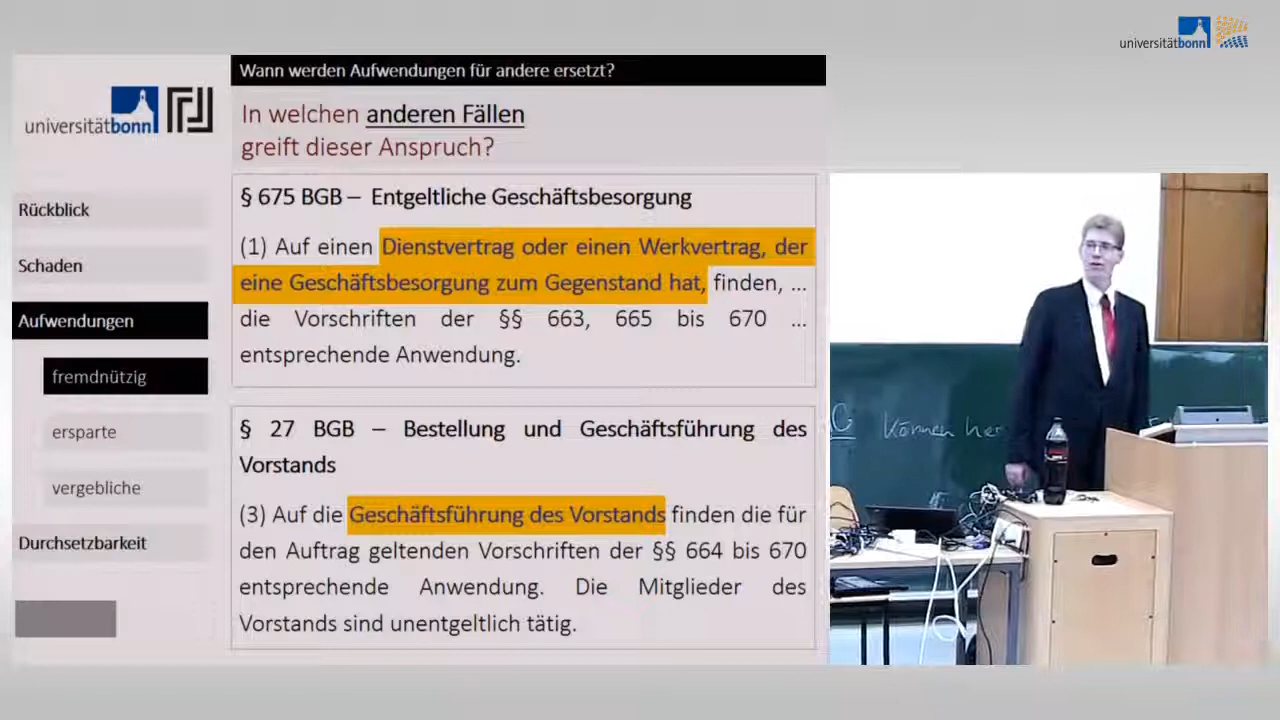 universitätbonn
universitätbonn
Rückblick
Schaden
Aufwendungen
fremdnützig
ersparte
vergebliche
Durchsetzbarkeit
Wann werden Aufwendungen für andere ersetzt?
In welchen anderen Fällen
greift dieser Anspruch?
§ 675 BGB – Entgeltliche Geschäftsbesorgung
(1) Auf einen Dienstvertrag oder einen Werkvertrag, der
eine Geschäftsbesorgung zum Gegenstand hat, finden, ...
die Vorschriften der §§ 663, 665 bis 670 ...
entsprechende Anwendung.
§ 27 BGB – Bestellung und Geschäftsführung des
Vorstands
(3) Auf die Geschäftsführung des Vorstands finden die für
den Auftrag geltenden Vorschriften der §§ 664 bis 670
entsprechende Anwendung. Die Mitglieder des
Vorstands sind unentgeltlich tätig.
können